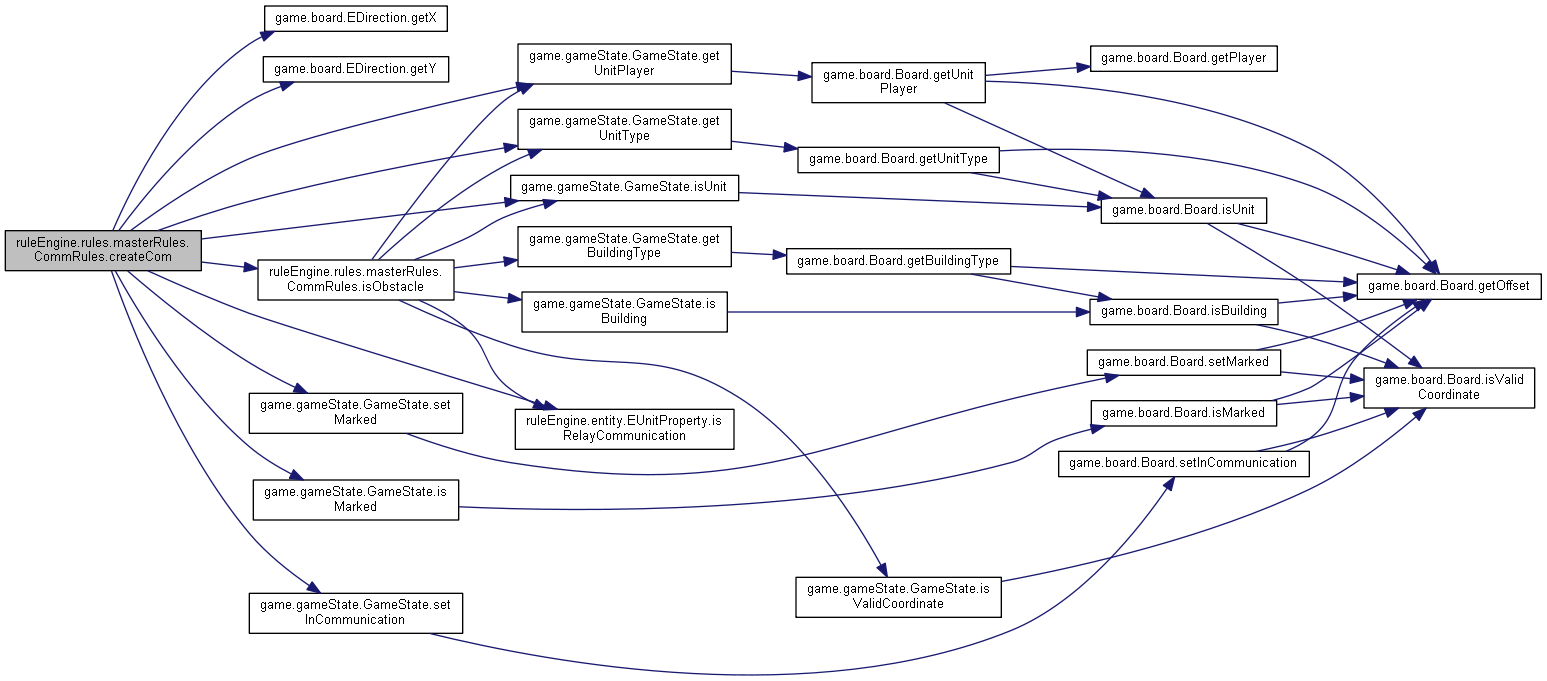 game.board.EDirection.getX
game.board.EDirection.getY
game.gameState.GameState.get
UnitPlayer
game.board.Board.getUnit
Player
game.board.Board.getPlayer
game.gameState.GameState.get
UnitType
game.board.Board.getUnitType
game.gameState.GameState.isUnit
game.board.Board.isUnit
ruleEngine.rules.masterRules.
CommRules.createCom
ruleEngine.rules.masterRules.
CommRules.isObstacle
game.gameState.GameState.get
BuildingType
game.board.Board.getBuildingType
game.board.Board.getOffset
game.gameState.GameState.is
Building
game.board.Board.isBuilding
game.board.Board.setMarked
game.board.Board.isValid
Coordinate
game.gameState.GameState.set
Marked
ruleEngine.entity.EUnitProperty.is
RelayCommunication
game.board.Board.isMarked
game.board.Board.setInCommunication
game.gameState.GameState.is
Marked
game.gameState.GameState.is
ValidCoordinate
game.gameState.GameState.set
InCommunication